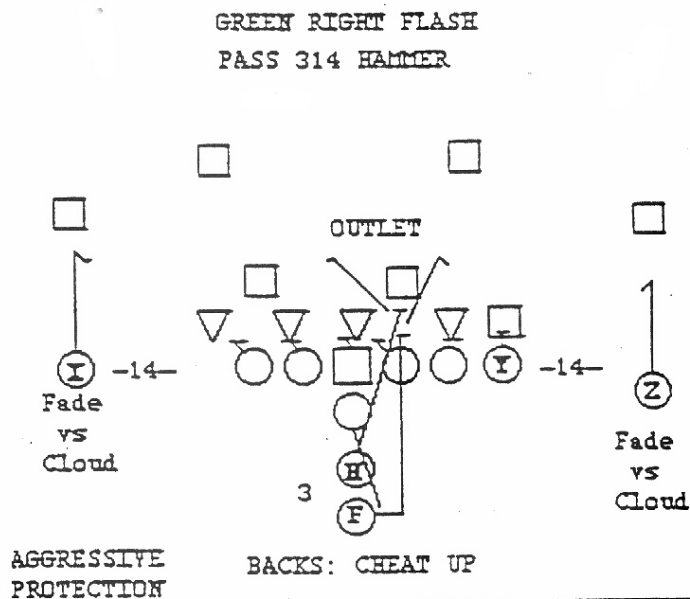 GREEN RIGHT FLASH
PASS 314 HAMMER
OUTLET
X -14- Y -14- Z
Fade
vs
Cloud
H
3
F
Fade
vs
Cloud
AGGRESSIVE
PROTECTION
BACKS: CHEAT UP